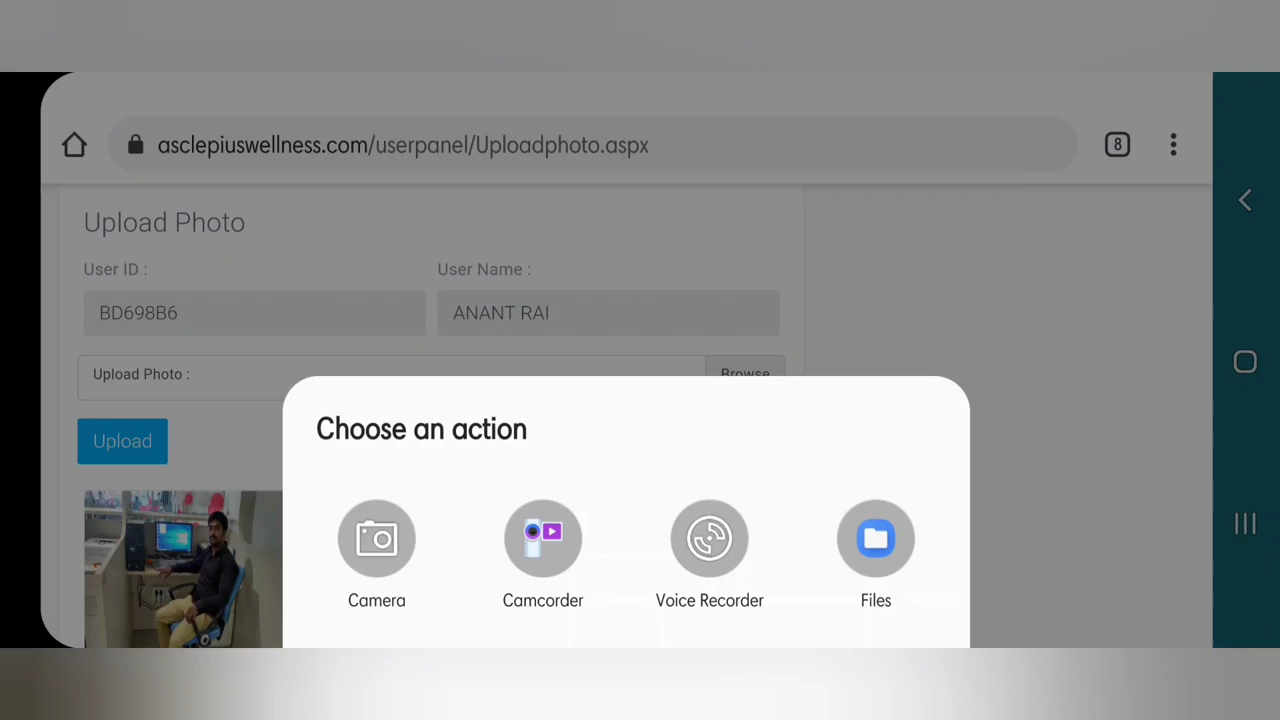 asclepiuswellness.com/userpanel/Uploadphoto.aspx
8
Upload Photo
User ID :
User Name :
BD698B6
ANANT RAI
Upload Photo :
Browse
Upload
Choose an action
Camera
Camcorder
Voice Recorder
Files